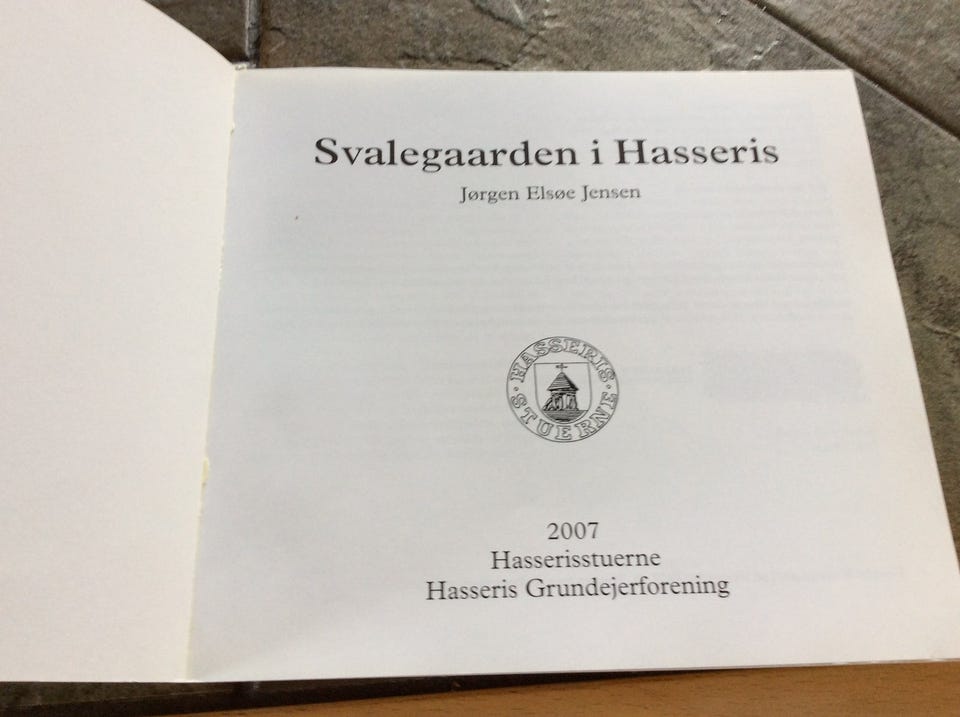 Svalegaarden i Hasseris
Jørgen Elsøe Jensen
· HASSERIS ·
STUERNE
2007
Hasserisstuerne
Hasseris Grundejerforening